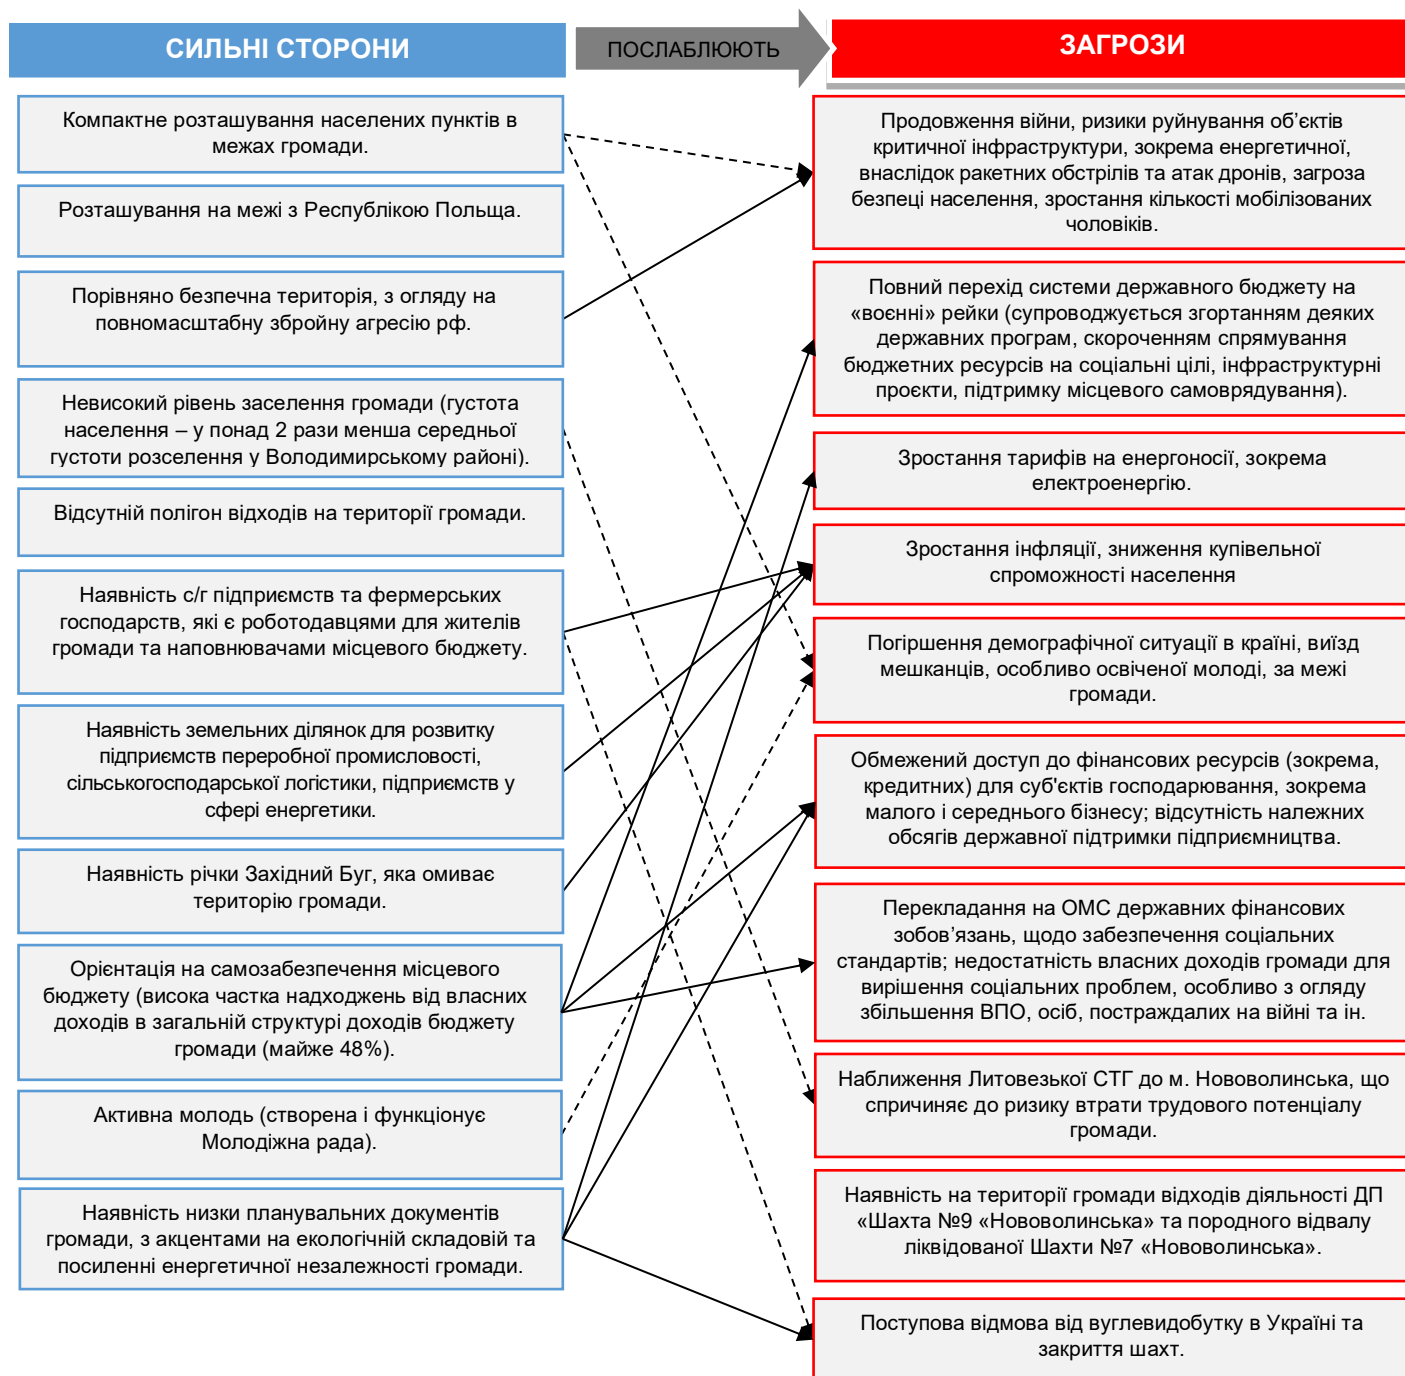 СИЛЬНІ СТОРОНИ
ПОСЛАБЛЮЮТЬ
ЗАГРОЗИ
Компактне розташування населених пунктів в
межах громади.
Розташування на межі з Республікою Польща.
Порівняно безпечна територія, з огляду на
повномасштабну збройну агресію рф.
Невисокий рівень заселення громади (густота
населення – у понад 2 рази менша середньої
густоти розселення у Володимирському районі).
Відсутній полігон відходів на території громади.
Наявність с/г підприємств та фермерських
господарств, які є роботодавцями для жителів
громади та наповнювачами місцевого бюджету.
Наявність земельних ділянок для розвитку
підприємств переробної промисловості,
сільськогосподарської логістики, підприємств у
сфері енергетики.
Наявність річки Західний Буг, яка омиває
територію громади.
Орієнтація на самозабезпечення місцевого
бюджету (висока частка надходжень від власних
доходів в загальній структурі доходів бюджету
громади (майже 48%).
Активна молодь (створена і функціонує
Молодіжна рада).
Наявність низки планувальних документів
громади, з акцентами на екологічній складовій та
посиленні енергетичної незалежності громади.
Продовження війни, ризики руйнування об’єктів
критичної інфраструктури, зокрема енергетичної,
внаслідок ракетних обстрілів та атак дронів, загроза
безпеці населення, зростання кількості мобілізованих
чоловіків.
Повний перехід системи державного бюджету на
«воєнні» рейки (супроводжується згортанням деяких
державних програм, скороченням спрямування
бюджетних ресурсів на соціальні цілі, інфраструктурні
проєкти, підтримку місцевого самоврядування).
Зростання тарифів на енергоносії, зокрема
електроенергію.
Зростання інфляції, зниження купівельної
спроможності населення
Погіршення демографічної ситуації в країні, виїзд
мешканців, особливо освіченої молоді, за межі
громади.
Обмежений доступ до фінансових ресурсів (зокрема,
кредитних) для суб'єктів господарювання, зокрема
малого і середнього бізнесу; відсутність належних
обсягів державної підтримки підприємництва.
Перекладання на ОМС державних фінансових
зобов’язань, щодо забезпечення соціальних
стандартів; недостатність власних доходів громади для
вирішення соціальних проблем, особливо з огляду
збільшення ВПО, осіб, постраждалих на війні та ін.
Наближення Литовезької СТГ до м. Нововолинська, що
спричиняє до ризику втрати трудового потенціалу
громади.
Наявність на території громади відходів діяльності ДП
«Шахта №9 «Нововолинська» та породного відвалу
ліквідованої Шахти №7 «Нововолинська».
Поступова відмова від вуглевидобутку в Україні та
закриття шахт.